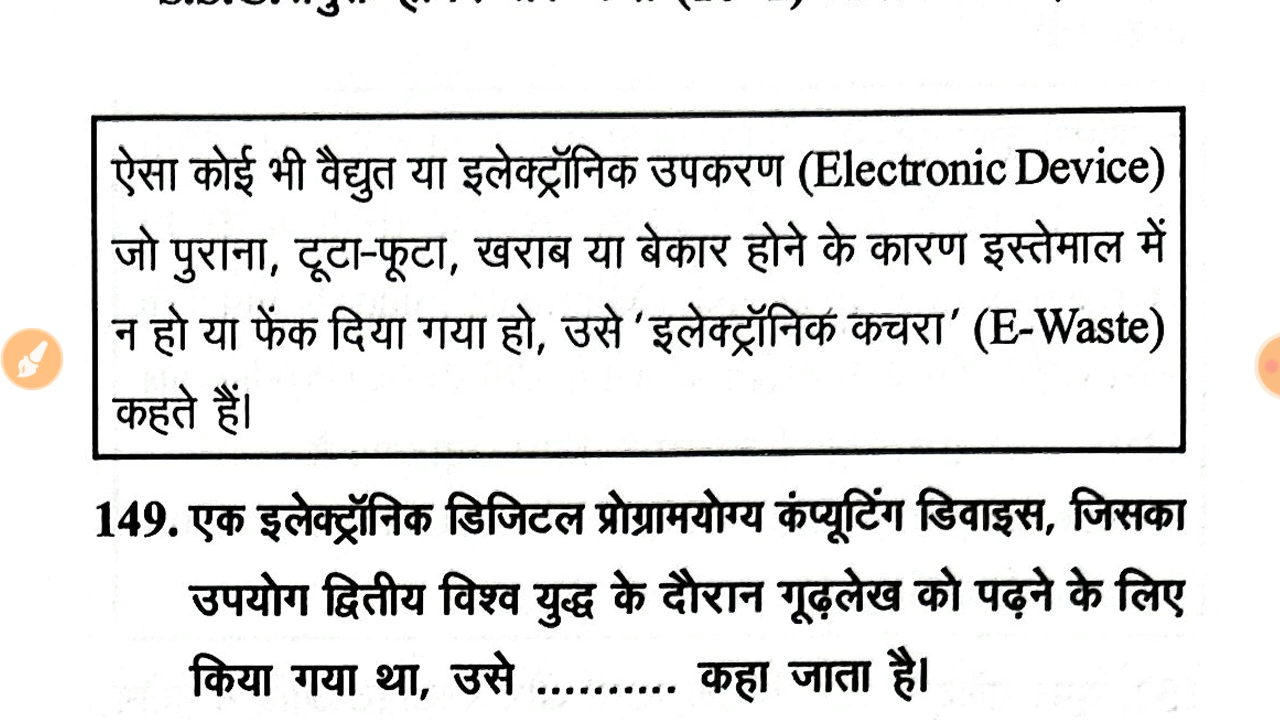 ऐसा कोई भी वैद्युत या इलेक्ट्रॉनिक उपकरण (Electronic Device)
जो पुराना, टूटा-फूटा, खराब या बेकार होने के कारण इस्तेमाल में
न हो या फेंक दिया गया हो, उसे ‘इलेक्ट्रॉनिक कचरा’ (E-Waste)
कहते हैं।
149. एक इलेक्ट्रॉनिक डिजिटल प्रोग्रामयोग्य कंप्यूटिंग डिवाइस, जिसका
उपयोग द्वितीय विश्व युद्ध के दौरान गूढ़लेख को पढ़ने के लिए
किया गया था, उसे .......... कहा जाता है।